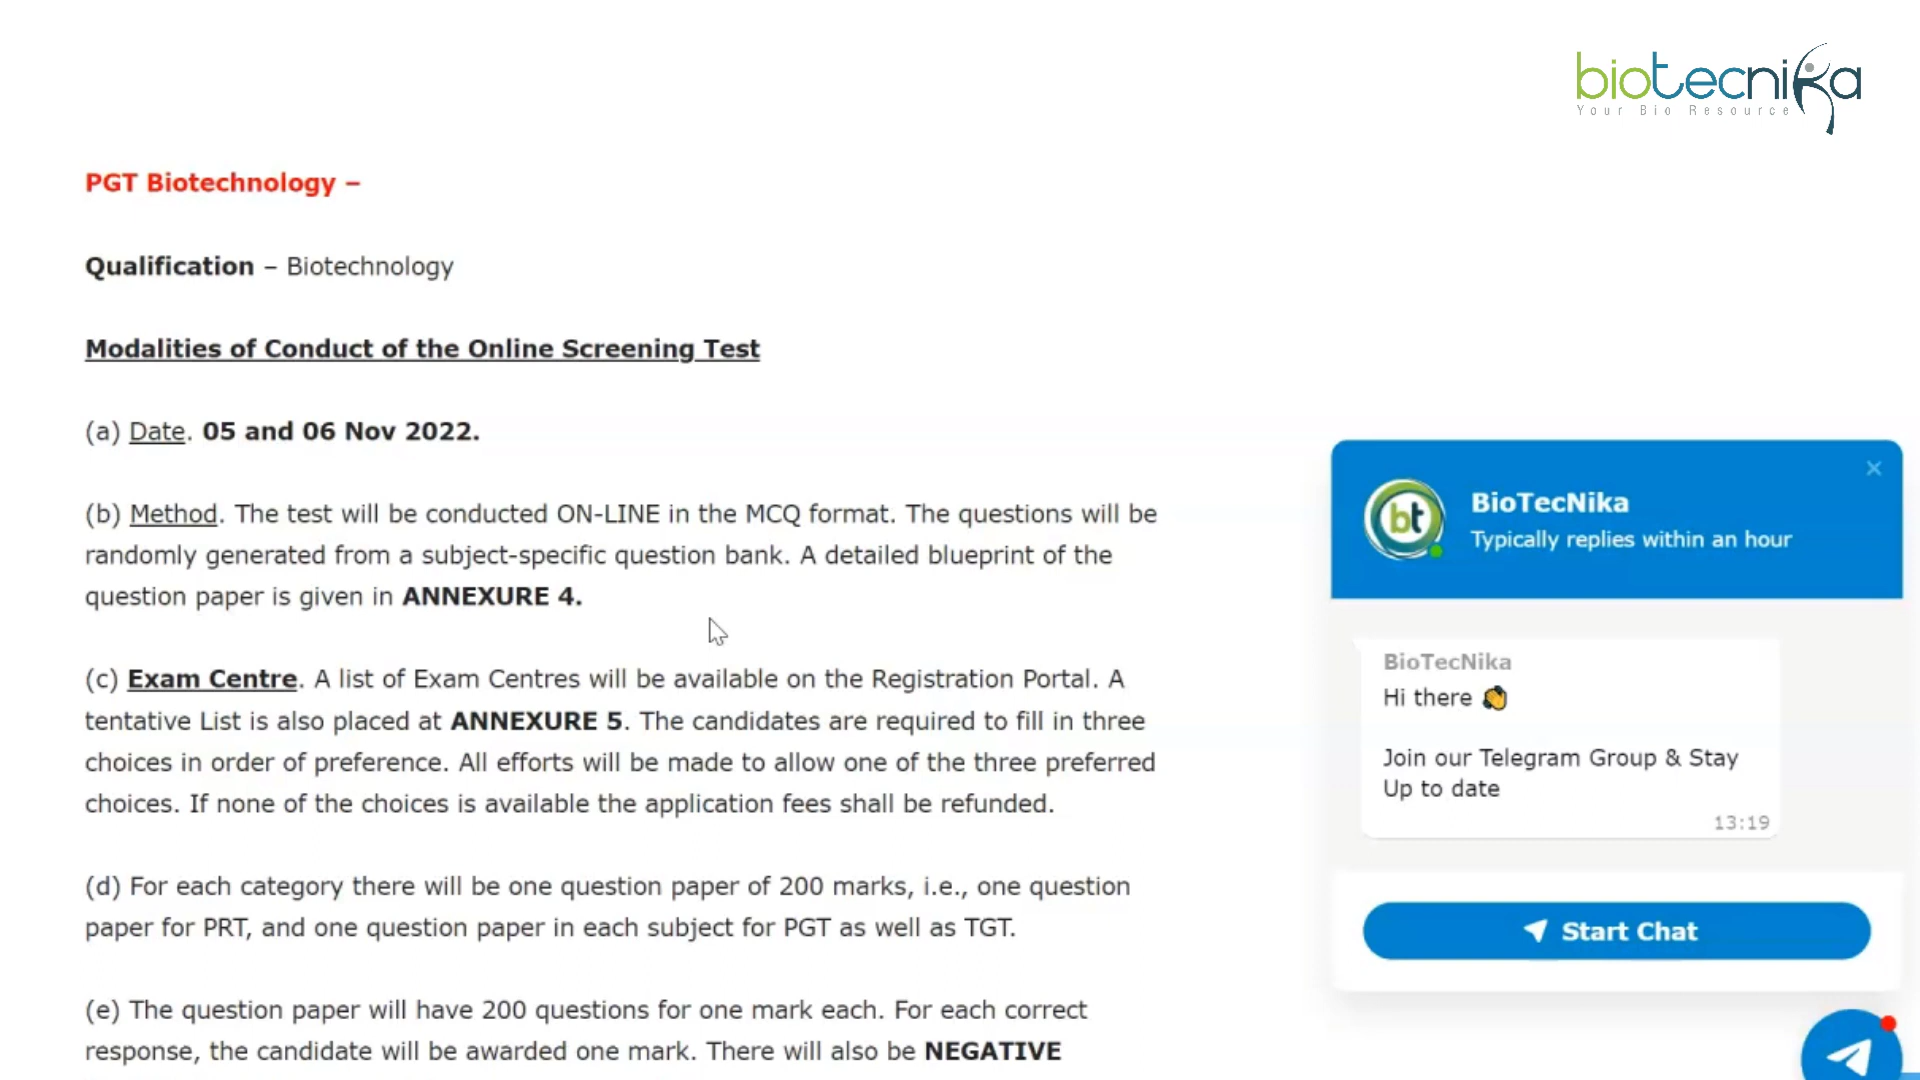 biotecnika
Your Bio Resource
PGT Biotechnology –
Qualification – Biotechnology
Modalities of Conduct of the Online Screening Test
(a) Date. 05 and 06 Nov 2022.
(b) Method. The test will be conducted ON-LINE in the MCQ format. The questions will be
randomly generated from a subject-specific question bank. A detailed blueprint of the
question paper is given in ANNEXURE 4.
(c) Exam Centre. A list of Exam Centres will be available on the Registration Portal. A
tentative List is also placed at ANNEXURE 5. The candidates are required to fill in three
choices in order of preference. All efforts will be made to allow one of the three preferred
choices. If none of the choices is available the application fees shall be refunded.
(d) For each category there will be one question paper of 200 marks, i.e., one question
paper for PRT, and one question paper in each subject for PGT as well as TGT.
(e) The question paper will have 200 questions for one mark each. For each correct
response, the candidate will be awarded one mark. There will also be NEGATIVE
bt
BioTecNika
Typically replies within an hour
BioTecNika
Hi there 👋
Join our Telegram Group & Stay
Up to date
13:19
Start Chat